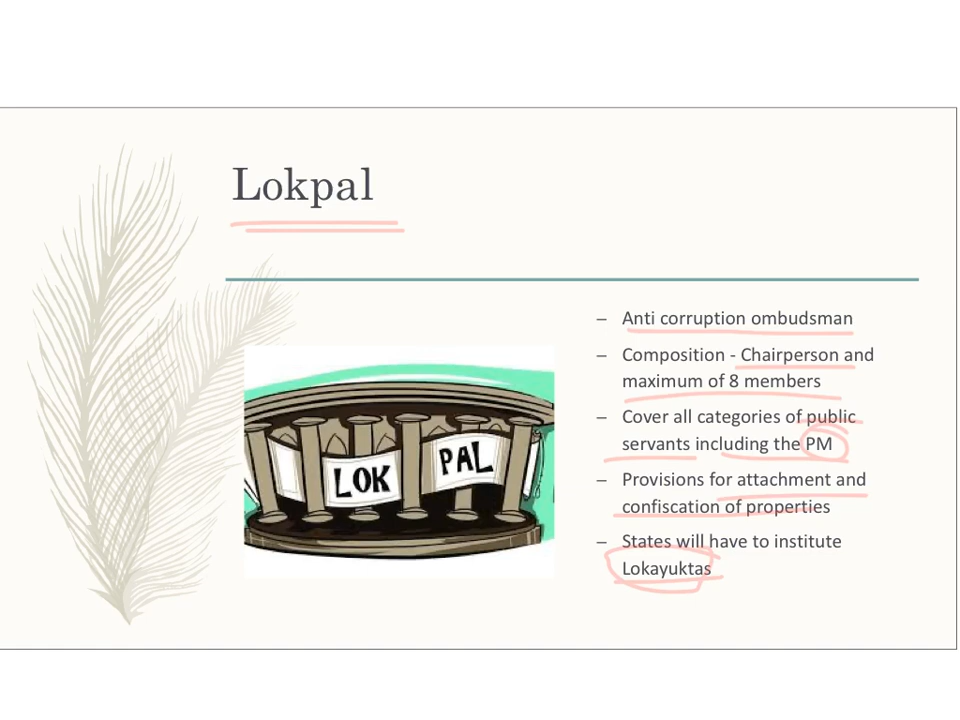 Lokpal
– Anti corruption ombudsman
– Composition - Chairperson and
maximum of 8 members
– Cover all categories of public
servants including the PM
– Provisions for attachment and
confiscation of properties
– States will have to institute
Lokayuktas
LOK PAL